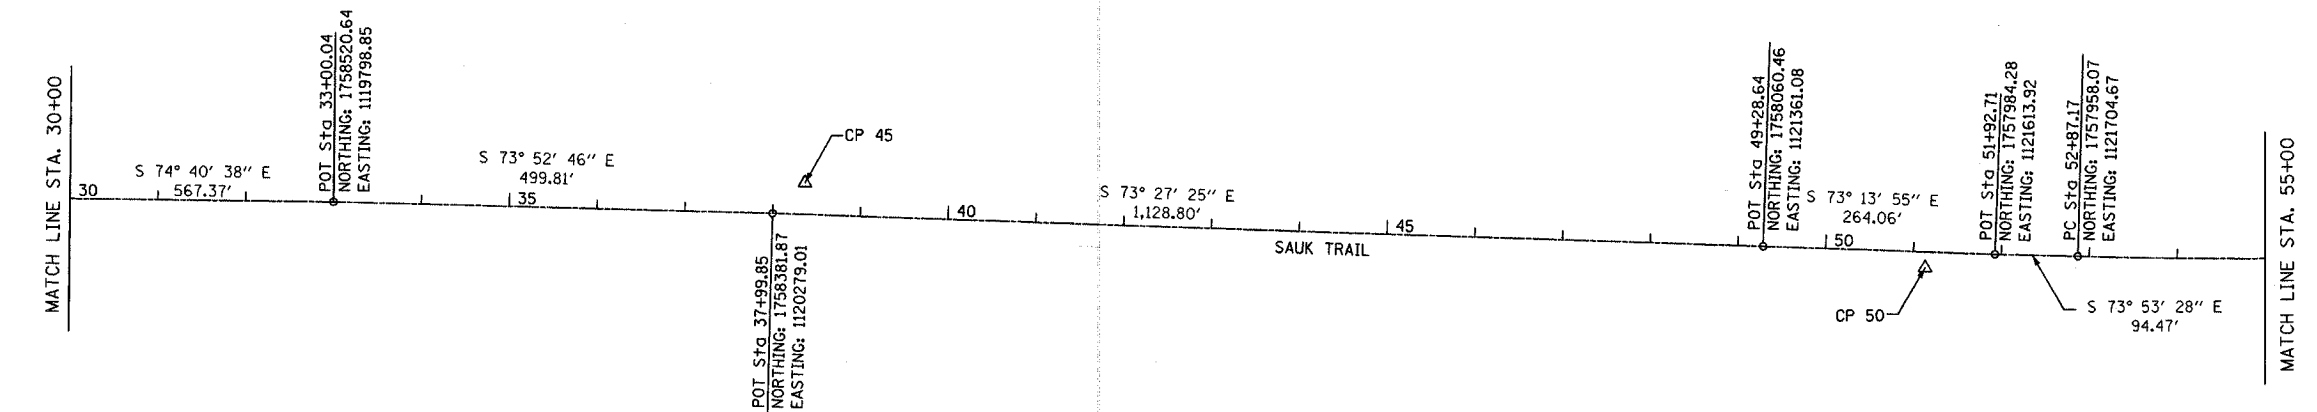 MATCH LINE STA. 30+00
30
S 74° 40' 38" E
567.37'
POT Sta 33+00.04
NORTHING: 1758520.64
EASTING: 1119798.85
S 73° 52' 46" E
499.81'
35
POT Sta 37+99.85
NORTHING: 1758381.87
EASTING: 1120279.01
CP 45
40
S 73° 27' 25" E
1,128.80'
SAUK TRAIL
45
POT Sta 49+28.64
NORTHING: 1758060.46
EASTING: 1121361.08
S 73° 13' 55" E
264.06'
50
CP 50
POT Sta 51+92.71
NORTHING: 1757984.28
EASTING: 1121613.92
PC Sta 52+87.17
NORTHING: 1757958.07
EASTING: 1121704.67
S 73° 53' 28" E
94.47'
MATCH LINE STA. 55+00